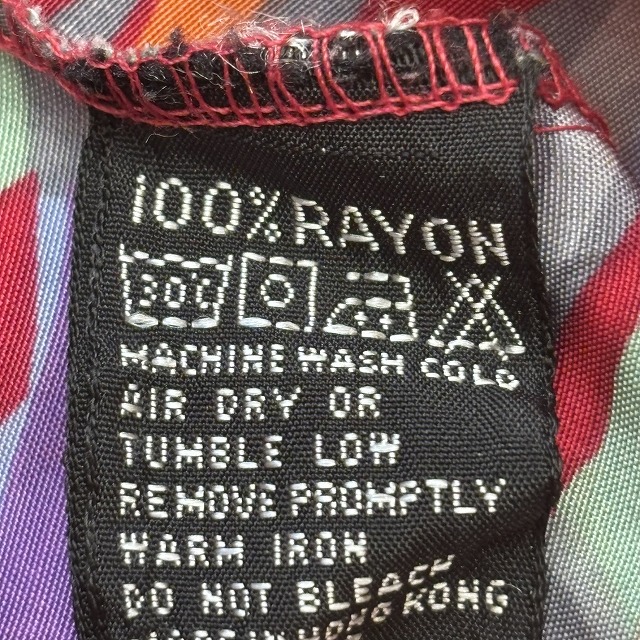 100% RAYON
30C
MACHINE WASH COLD
AIR DRY OR
TUMBLE LOW
REMOVE PROMPTLY
WARM IRON
DO NOT BLEACH
HONG KONG